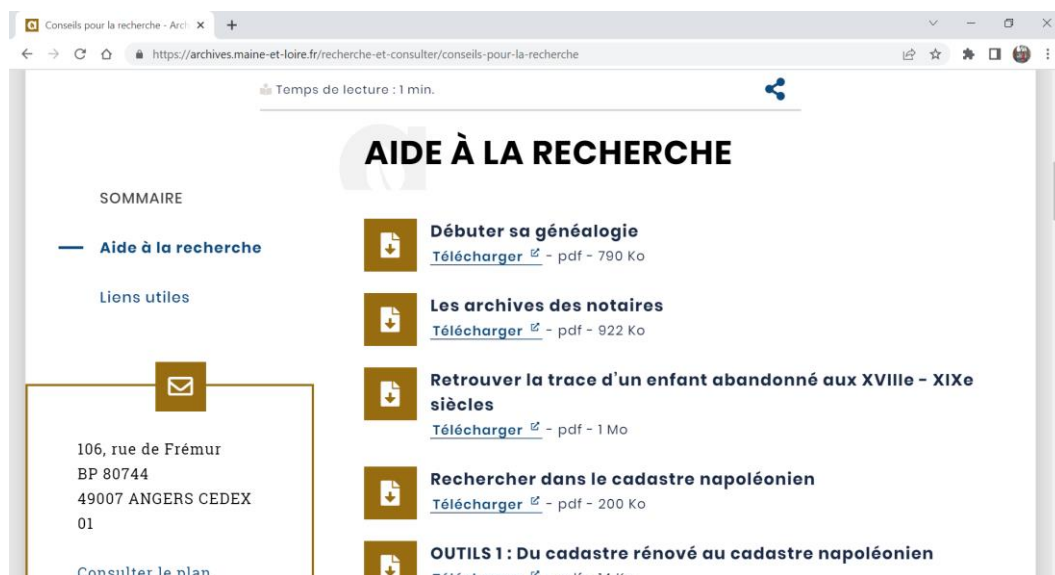 Conseils pour la recherche - Arch
https://archives.maine-et-loire.fr/recherche-et-consulter/conseils-pour-la-recherche
Temps de lecture : 1 min.
AIDE À LA RECHERCHE
SOMMAIRE
Aide à la recherche
Liens utiles
Débuter sa généalogie
Télécharger - pdf - 790 Ko
Les archives des notaires
Télécharger - pdf - 922 Ko
Retrouver la trace d'un enfant abandonné aux XVIIIe - XIXe
siècles
Télécharger - pdf - 1 Mo
Rechercher dans le cadastre napoléonien
Télécharger - pdf - 200 Ko
OUTILS 1 : Du cadastre rénové au cadastre napoléonien
106, rue de Frémur
BP 80744
49007 ANGERS CEDEX
01
Consulter le plan